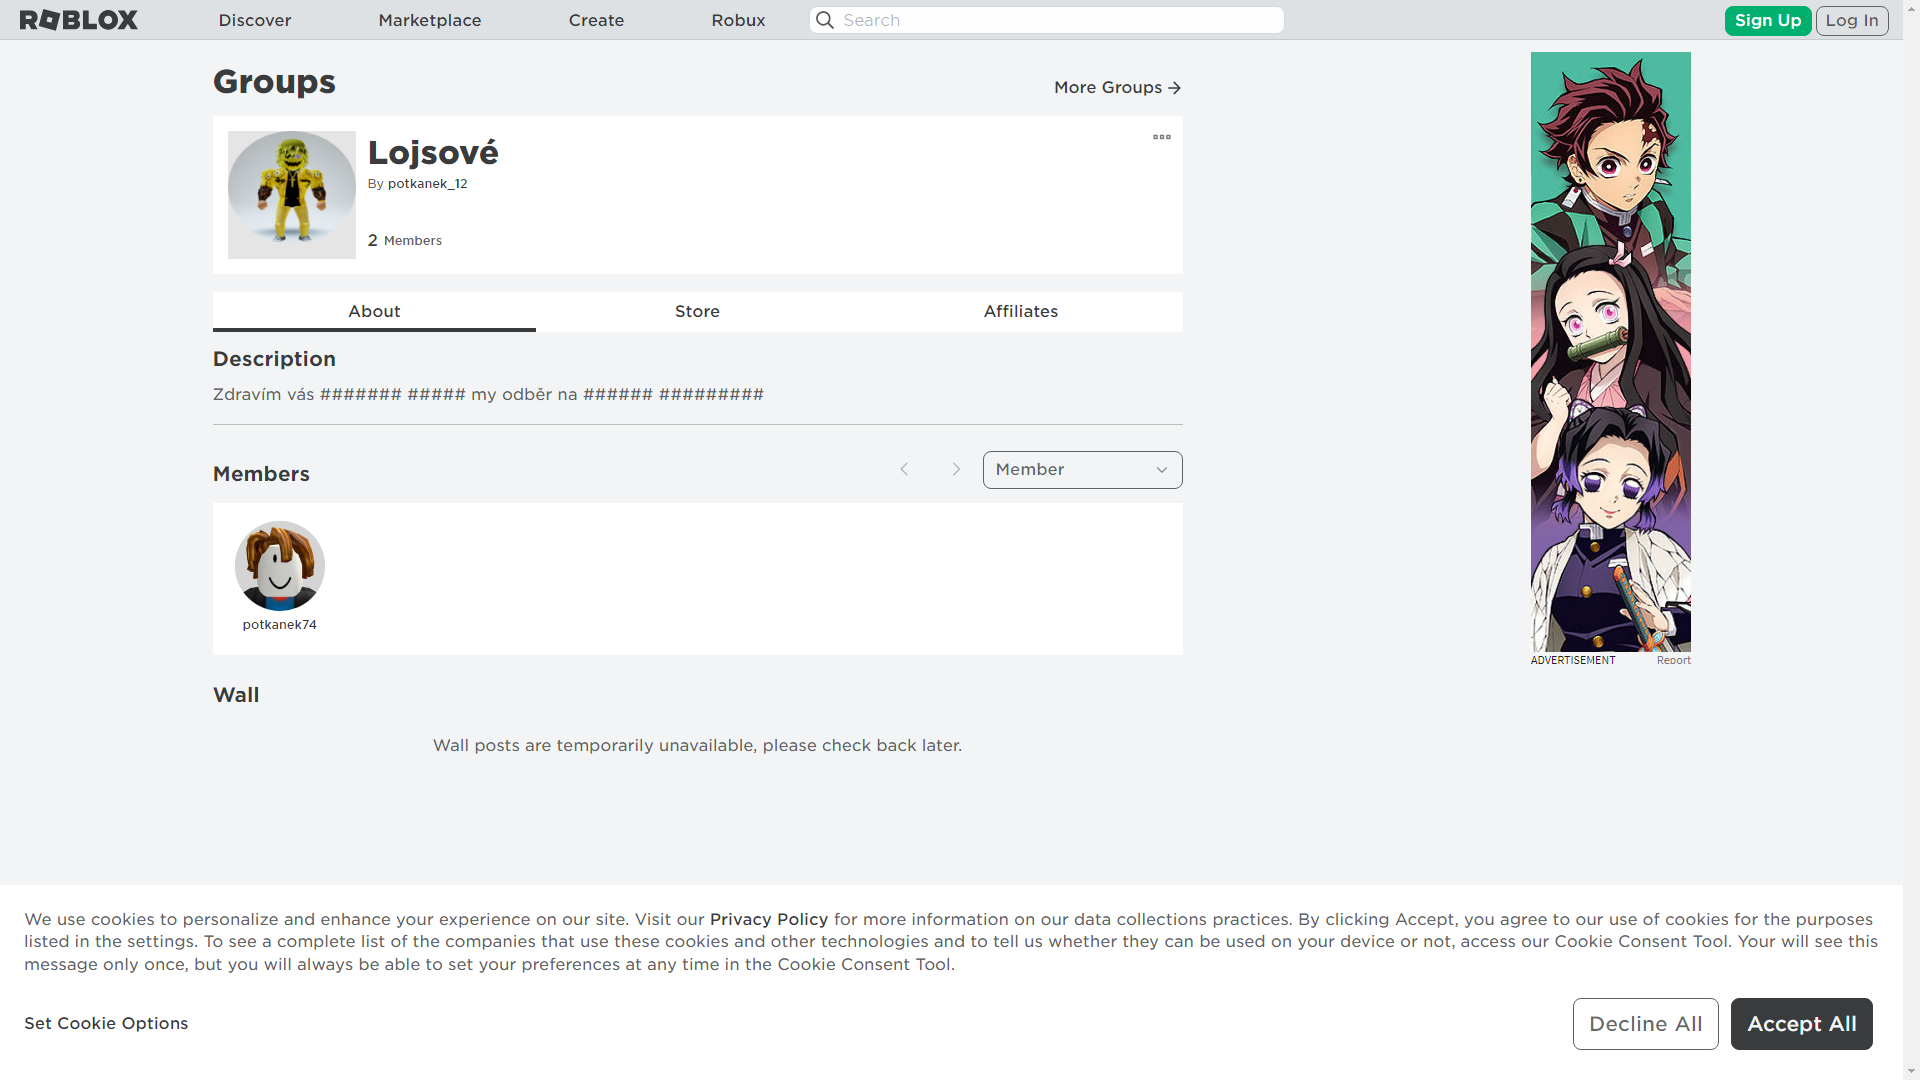 ROBLOX
Discover
Marketplace
Create
Robux
Search
Sign Up
Log In
Groups
More Groups
Lojsové
By potkanek_12
2 Members
About
Store
Affiliates
Description
Zdravím vás ####### ##### my odběr na ###### #########
Members
Member
potkanek74
ADVERTISEMENT
Report
Wall
Wall posts are temporarily unavailable, please check back later.
We use cookies to personalize and enhance your experience on our site. Visit our Privacy Policy for more information on our data collections practices. By clicking Accept, you agree to our use of cookies for the purposes
listed in the settings. To see a complete list of the companies that use these cookies and other technologies and to tell us whether they can be used on your device or not, access our Cookie Consent Tool. Your will see this
message only once, but you will always be able to set your preferences at any time in the Cookie Consent Tool.
Set Cookie Options
Decline All
Accept All